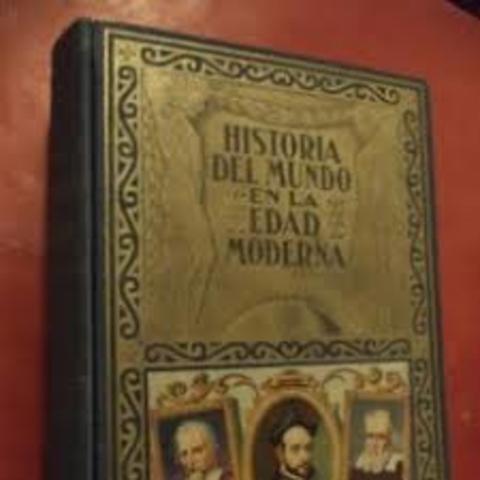 HISTORIA
DEL MUNDO
EN LA
EDAD
MODERNA